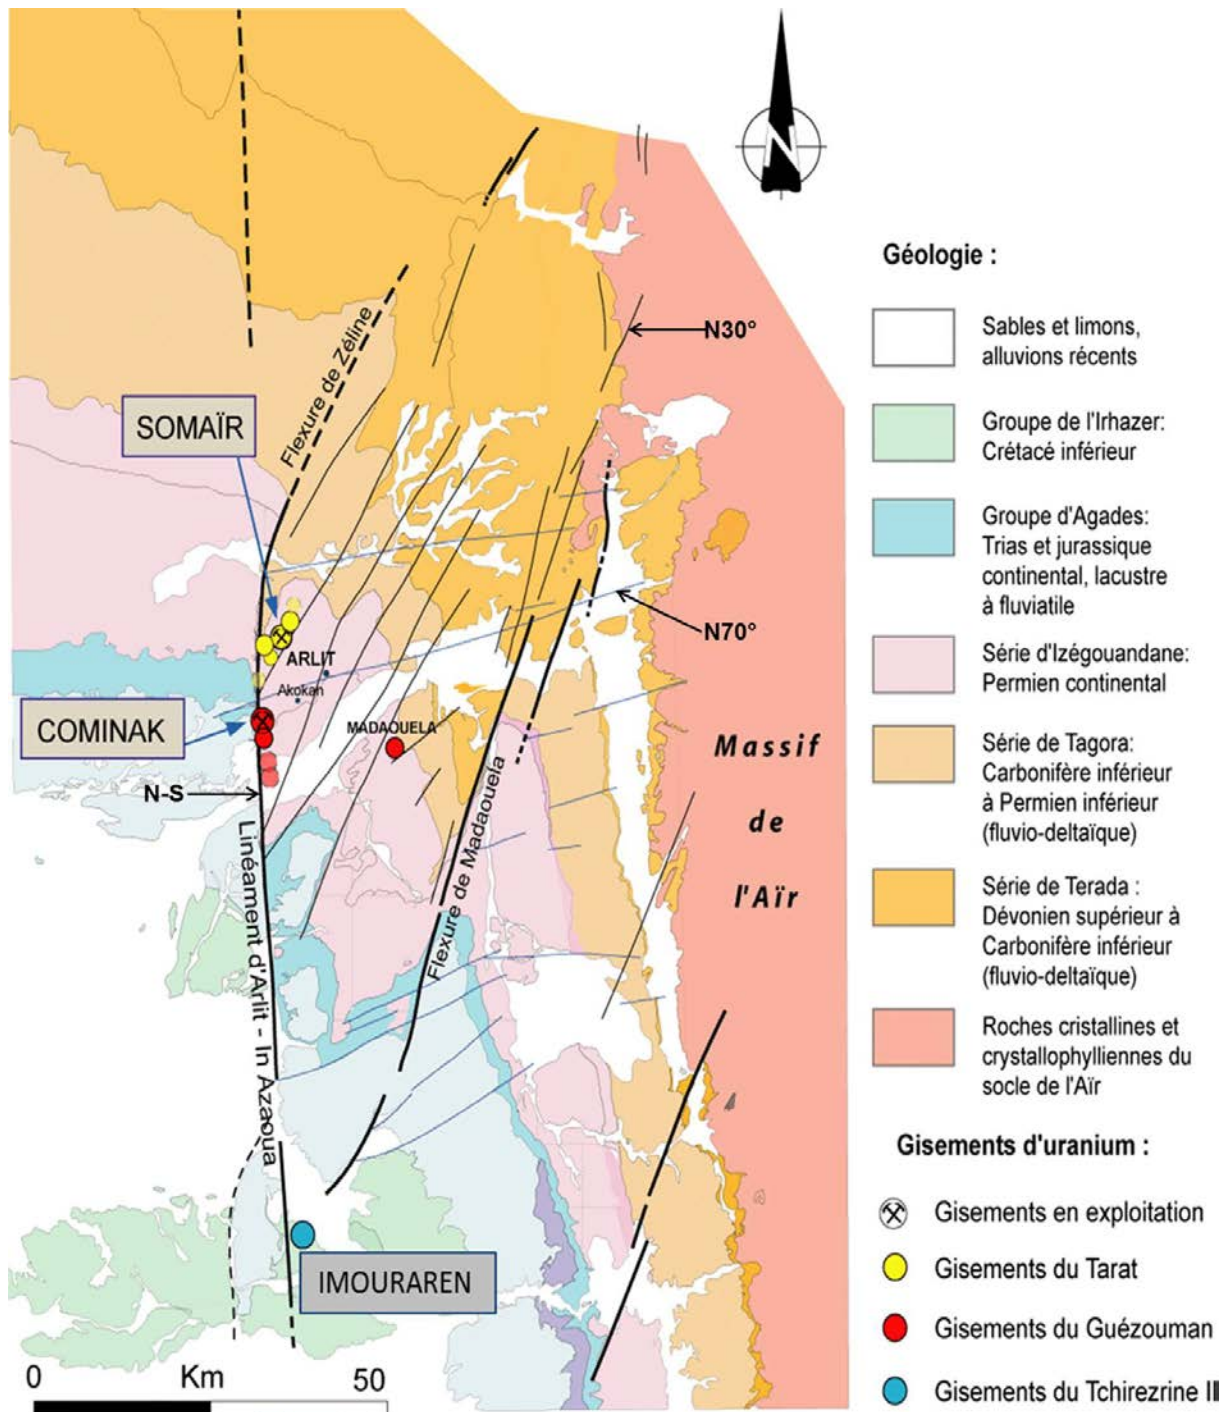 N
Flexure de Zéline
N30°
SOMAÏR
N70°
ARLIT
Akokan
COMINAK
MADAOUELA
N-S
Massif
de
l'Aïr
Linéament d'Arlit - In Azaoua
Flexure de Madaouela
IMOURAREN
0 Km 50
Géologie :
Sables et limons,
alluvions récents
Groupe de l'Irhazer:
Crétacé inférieur
Groupe d'Agades:
Trias et jurassique
continental, lacustre
à fluviatile
Série d'Izégouandane:
Permien continental
Série de Tagora:
Carbonifère inférieur
à Permien inférieur
(fluvio-deltaïque)
Série de Terada :
Dévonien supérieur à
Carbonifère inférieur
(fluvio-deltaïque)
Roches cristallines et
crystallophylliennes du
socle de l'Aïr
Gisements d'uranium :
Gisements en exploitation
Gisements du Tarat
Gisements du Guézouman
Gisements du Tchirezrine II